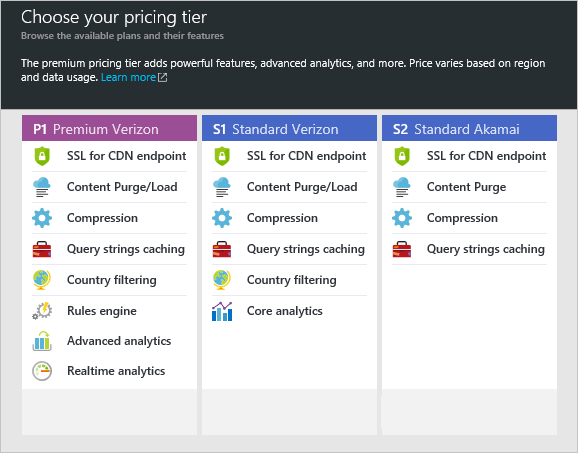 Choose your pricing tier
Browse the available plans and their features
The premium pricing tier adds powerful features, advanced analytics, and more. Price varies based on region
and data usage. Learn more
P1 Premium Verizon
SSL for CDN endpoint
Content Purge/Load
Compression
Query strings caching
Country filtering
Rules engine
Advanced analytics
Realtime analytics
S1 Standard Verizon
SSL for CDN endpoint
Content Purge/Load
Compression
Query strings caching
Country filtering
Core analytics
S2 Standard Akamai
SSL for CDN endpoint
Content Purge
Compression
Query strings caching